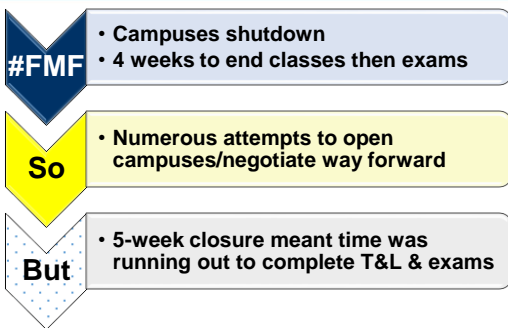 #FMF
• Campuses shutdown
• 4 weeks to end classes then exams
So
• Numerous attempts to open
campuses/negotiate way forward
But
• 5-week closure meant time was
running out to complete T&L & exams